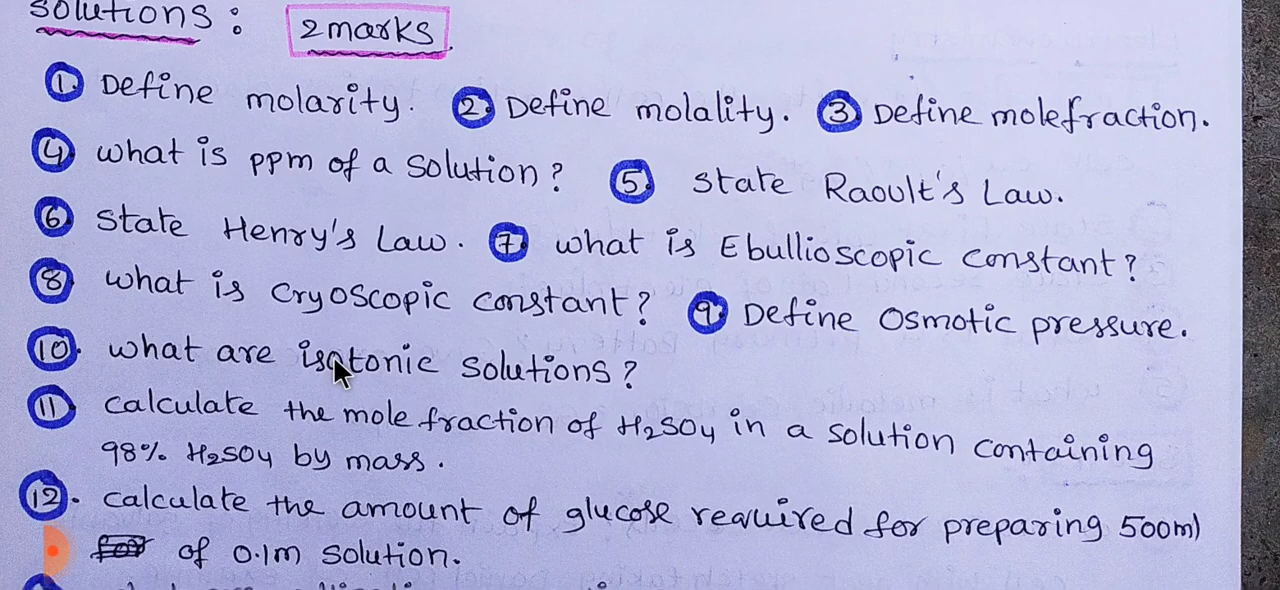 solutions : 2marks
1. Define molarity. 2. Define molality. 3. Define molefraction.
4. what is ppm of a solution? 5. state Raoult's Law.
6. state Henry's Law. 7. what is Ebullioscopic constant?
8. what is cryoscopic constant? 9. Define osmotic pressure.
10. what are isotonic solutions?
11. calculate the mole fraction of H2SO4 in a solution containing
98% H2SO4 by mass.
12. calculate the amount of glucose required for preparing 500ml
of 0.1m solution.